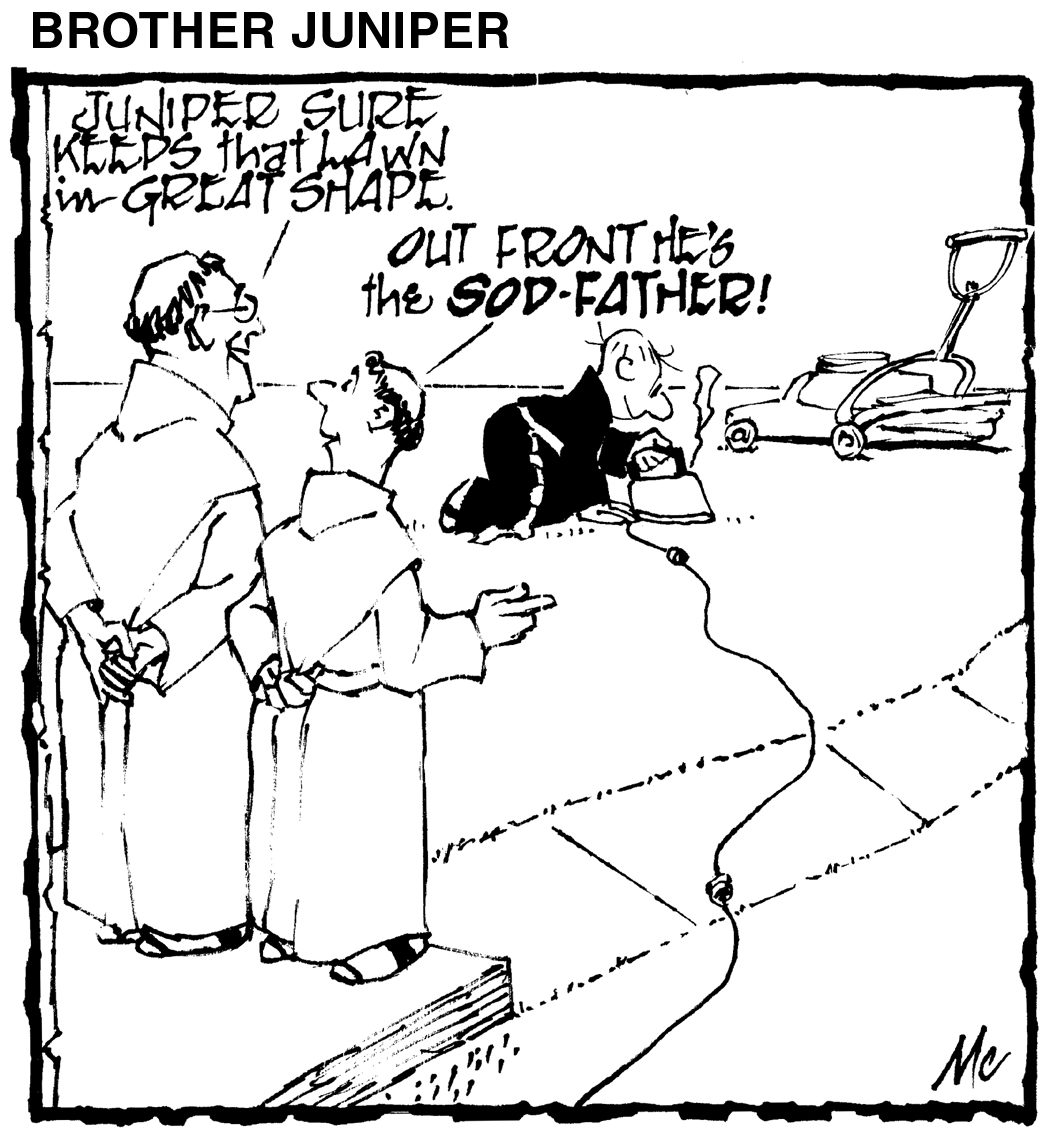 BROTHER JUNIPER
JUNIPER SURE
KEEPS that LAWN
in GREAT SHAPE.
OUT FRONT HE'S
the SOD-FATHER!
Mc